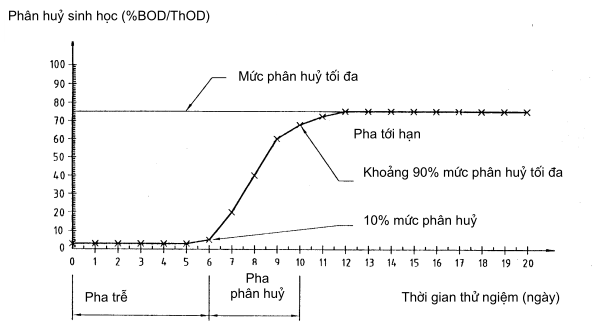 Phân huỷ sinh học (%BOD/ThOD)
100
90
80
70
60
50
40
30
20
10
0
Mức phân huỷ tối đa
Pha tới hạn
Khoảng 90% mức phân huỷ tối đa
10% mức phân huỷ
0 1 2 3 4 5 6 7 8 9 10 11 12 13 14 15 16 17 18 19 20
Pha trễ
Pha
phân huỷ
Thời gian thử ngiệm (ngày)